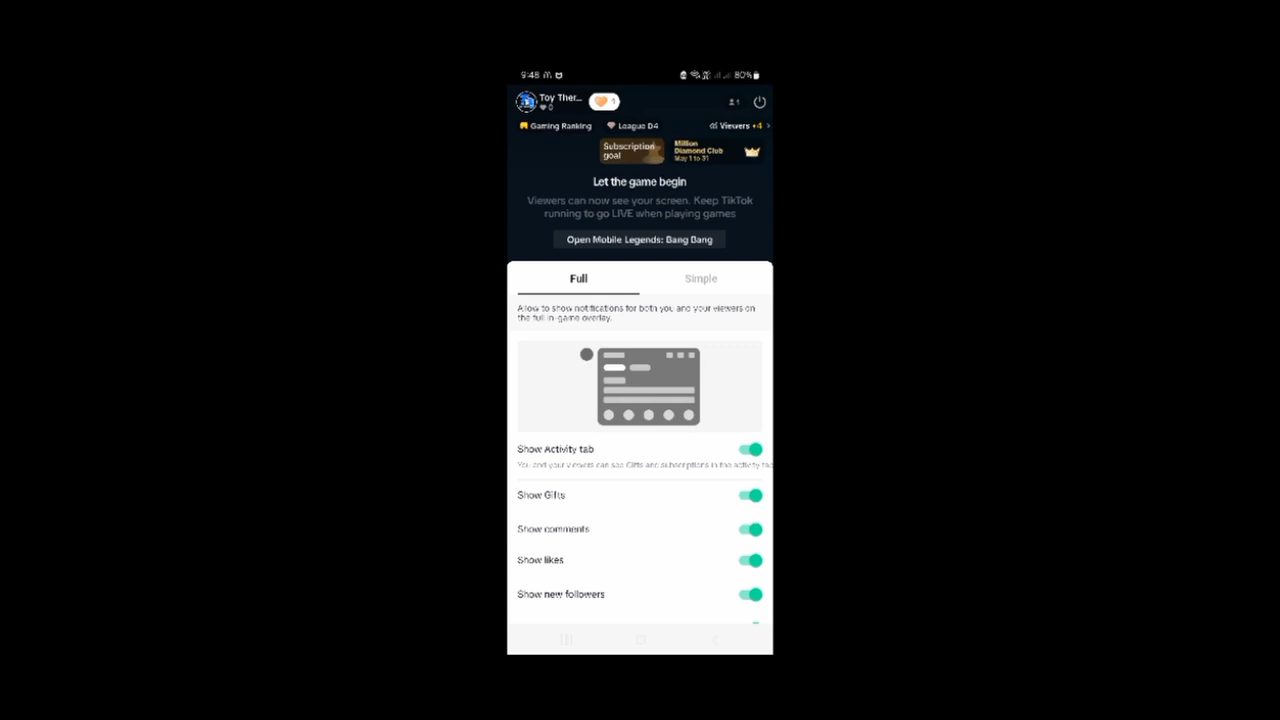 9:48 80%
Toy Ther... 1 1
0
Gaming Ranking League D4 Viewers +4 >
Subscription goal
Million Diamond Club
May 1 to 31
Let the game begin
Viewers can now see your screen. Keep TikTok
running to go LIVE when playing games
Open Mobile Legends: Bang Bang
Full Simple
Allow to show notifications for both you and your viewers on
the full in-game overlay.
Show Activity tab
You and your viewers can see Gifts and subscriptions in the activity tab
Show Gifts
Show comments
Show likes
Show new followers